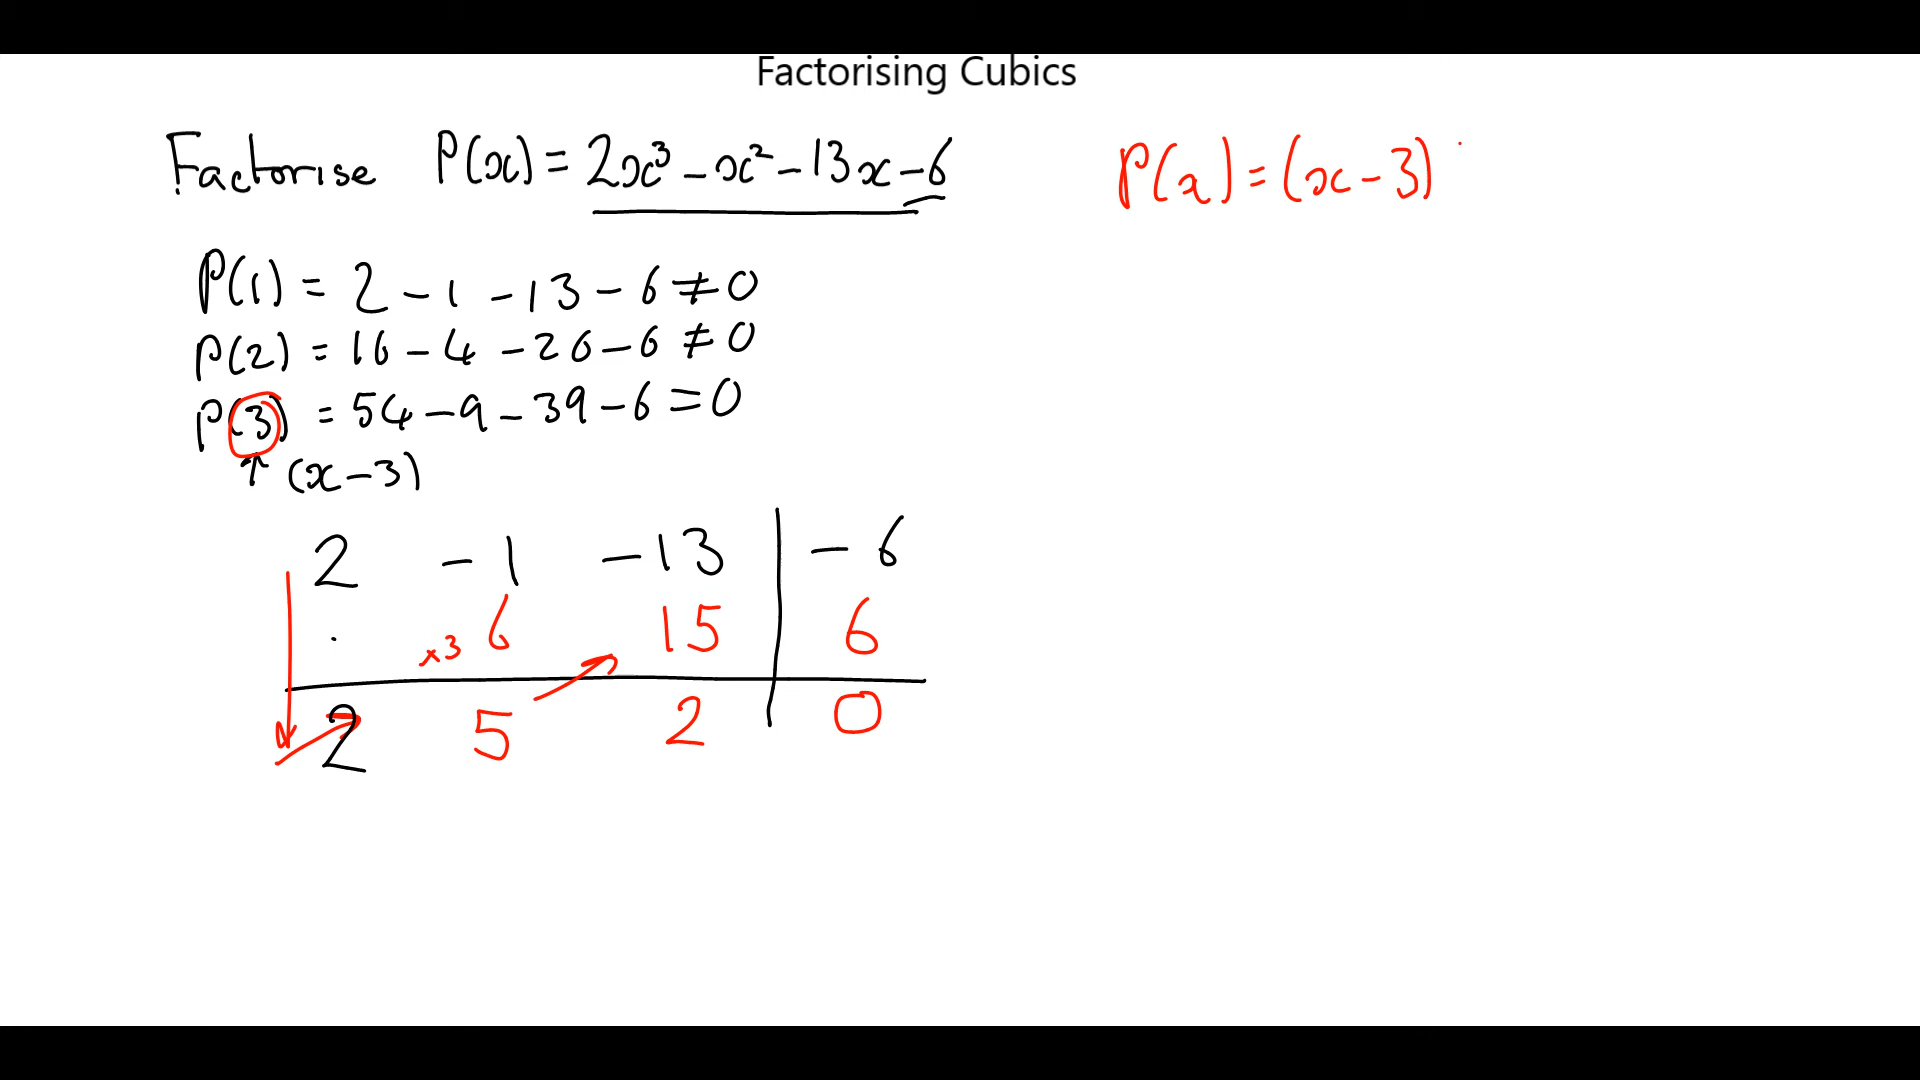 Factorising Cubics
Factorise P(x) = 2x³ - x² - 13x - 6
P(x) = (x - 3)
P(1) = 2 - 1 - 13 - 6 ≠ 0
P(2) = 16 - 4 - 26 - 6 ≠ 0
P(3) = 54 - 9 - 39 - 6 = 0
↑ (x - 3)
2 - 1 - 13 | - 6
×3 6 15 | 6
2 5 2 | 0